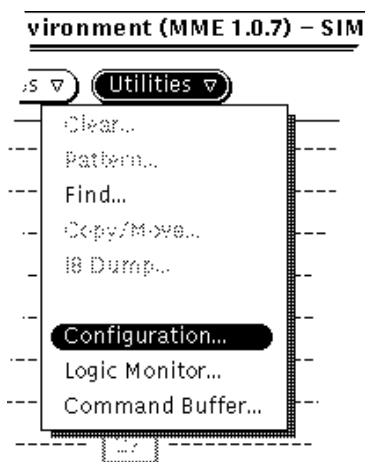 vironment (MME 1.0.7) – SIM
s ▽ Utilities ▽
Clear...
Pattern...
Find...
Copy/Move...
I8 Dump...
Configuration...
Logic Monitor...
Command Buffer...